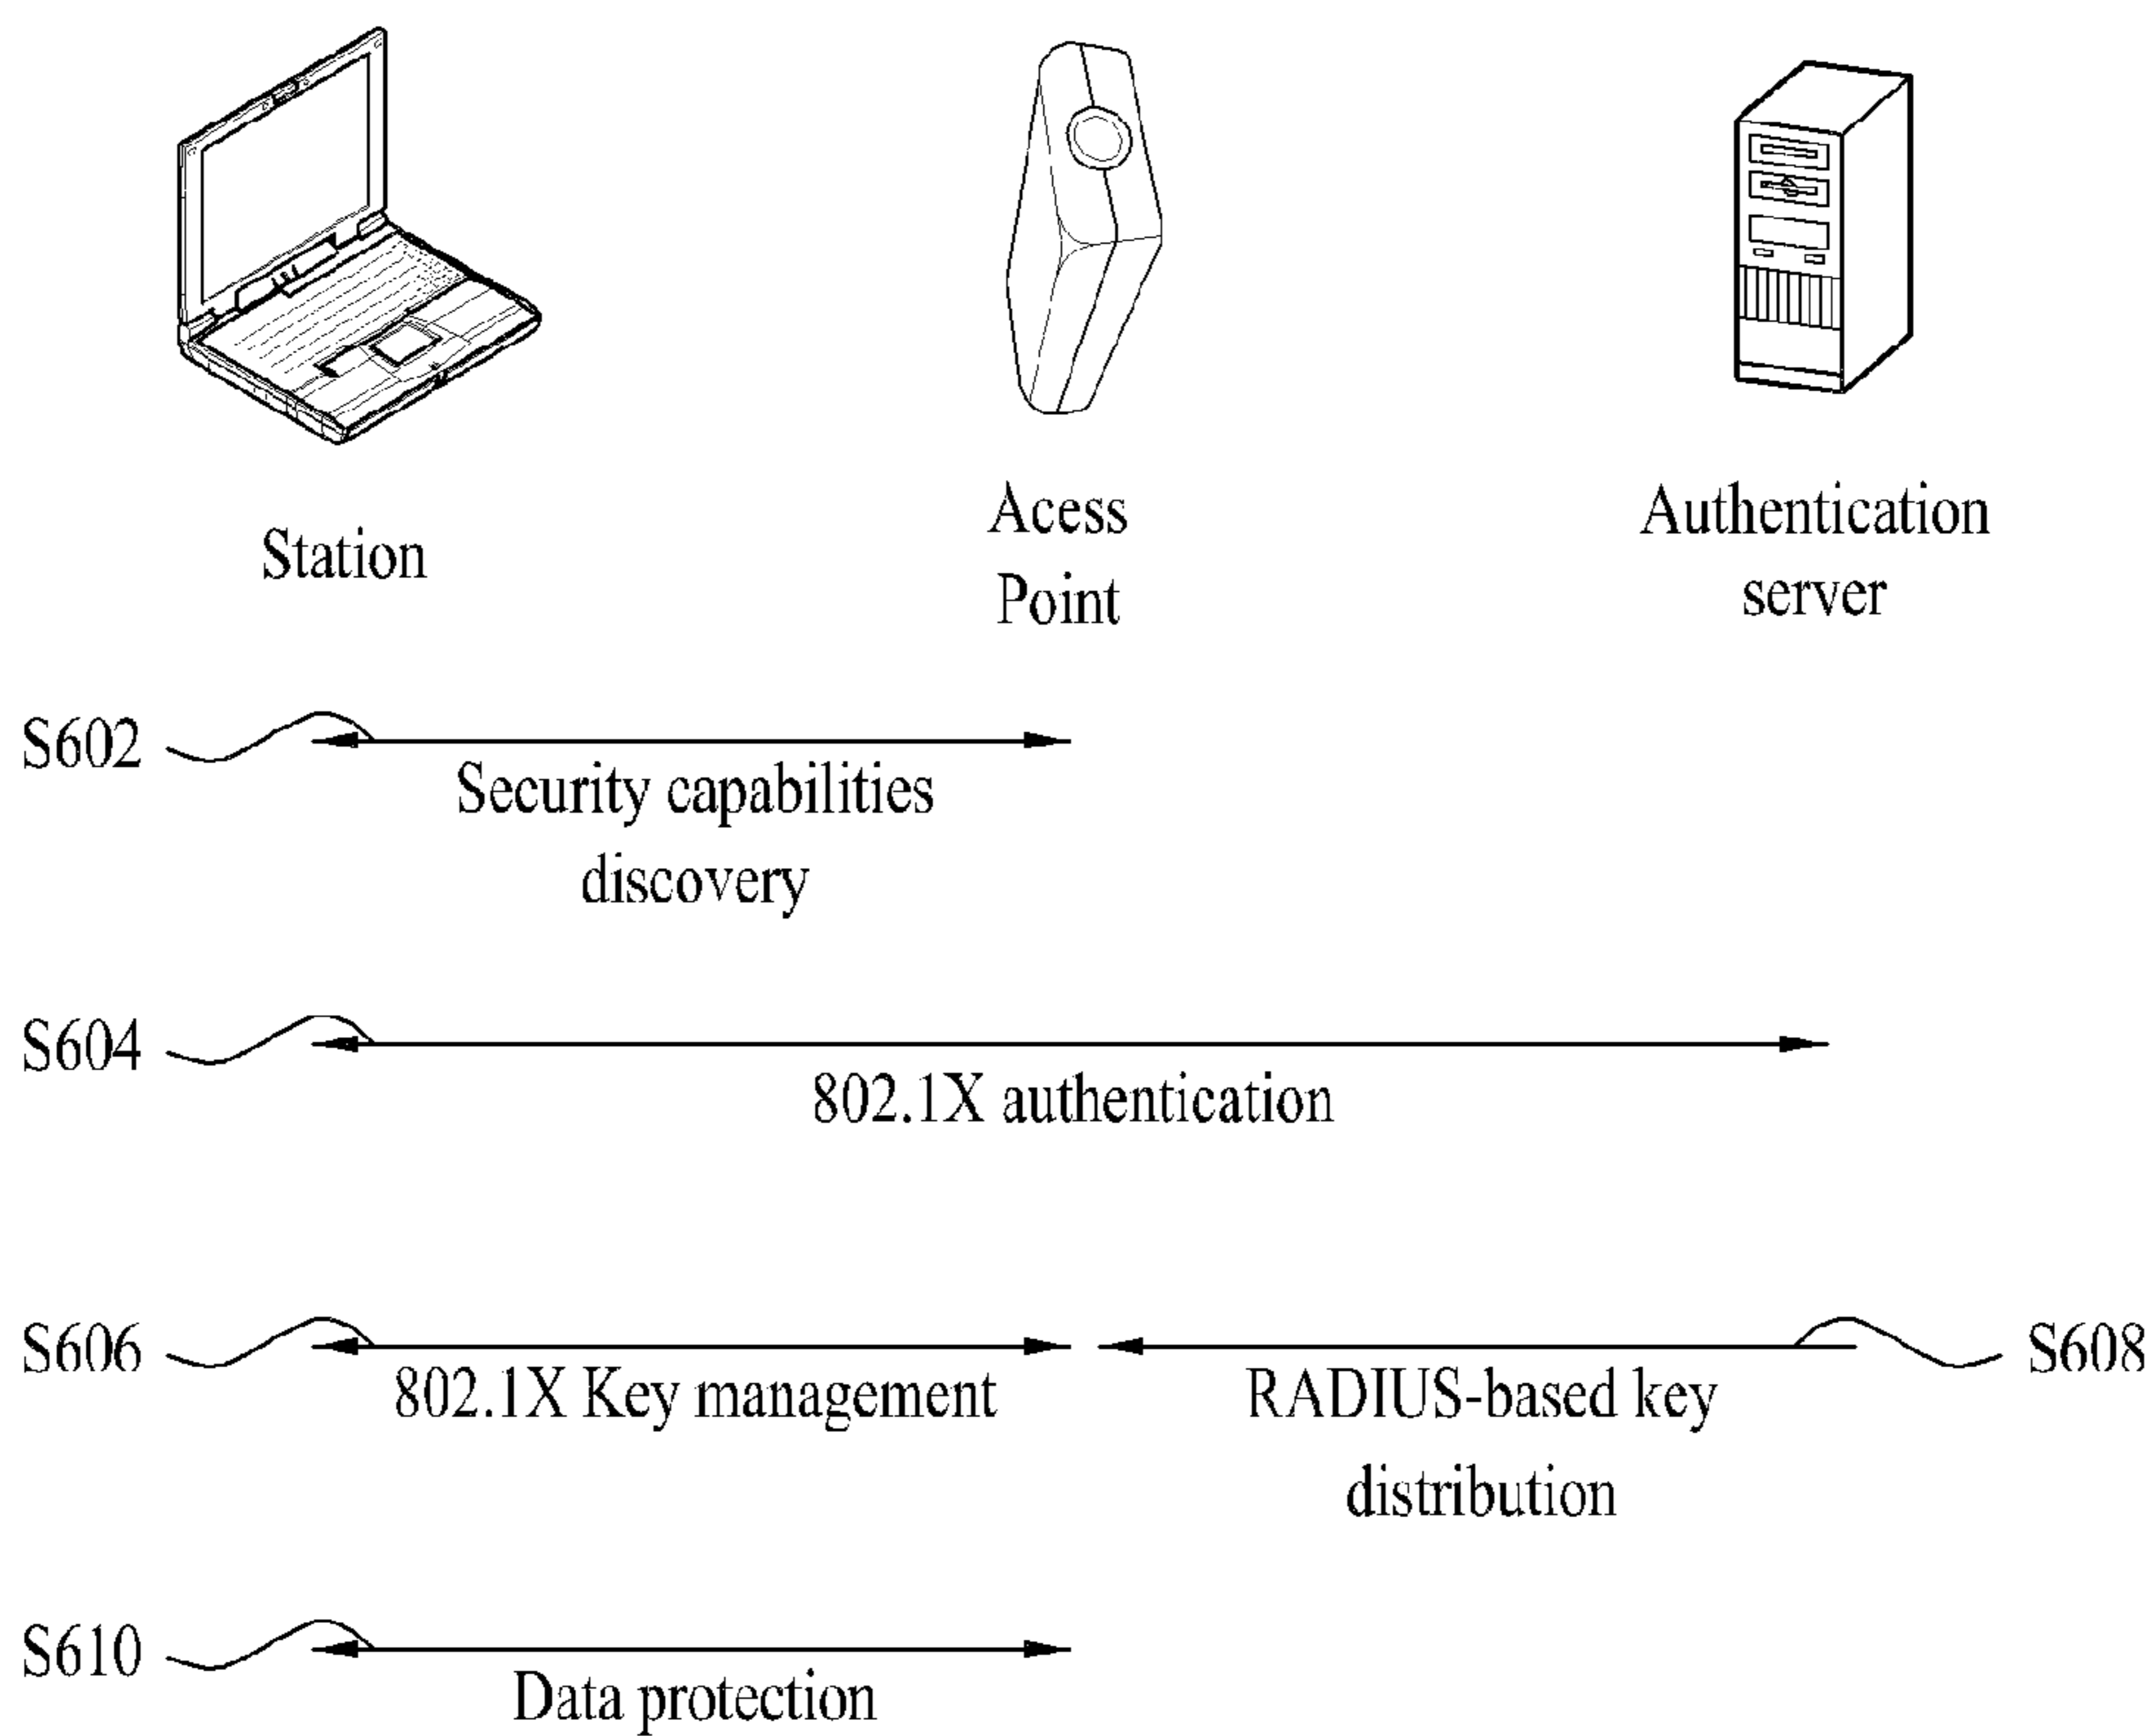 Station
Acess
Point
Authentication
server
S602
Security capabilities
discovery
S604
802.1X authentication
S606
802.1X Key management
RADIUS-based key
distribution
S608
S610
Data protection